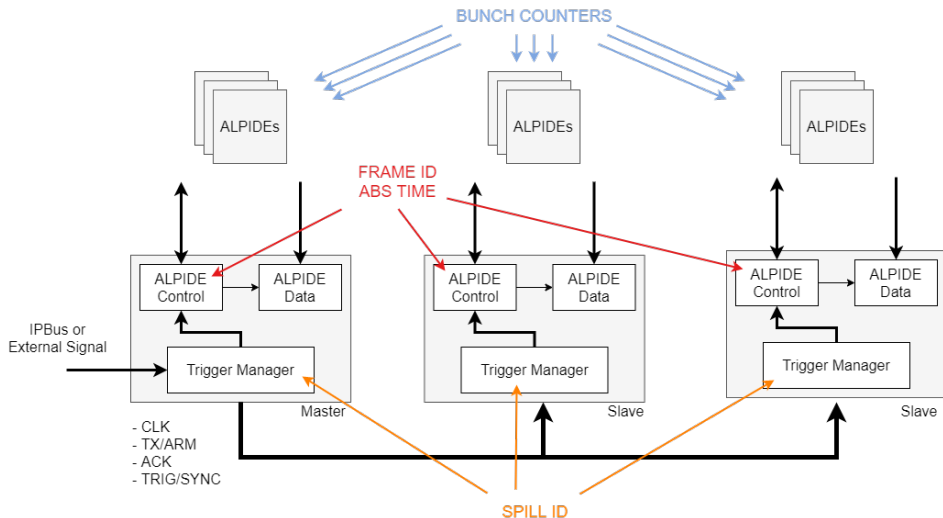 BUNCH COUNTERS
ALPIDEs
ALPIDEs
ALPIDEs
FRAME ID
ABS TIME
ALPIDE
Control
ALPIDE
Data
ALPIDE
Control
ALPIDE
Data
ALPIDE
Control
ALPIDE
Data
IPBus or
External Signal
Trigger Manager
Trigger Manager
Trigger Manager
Master
Slave
Slave
- CLK
- TX/ARM
- ACK
- TRIG/SYNC
SPILL ID